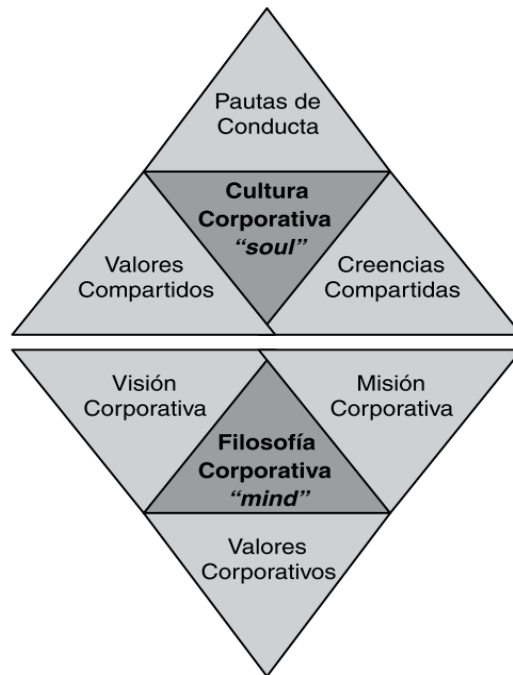 Pautas de
Conducta
Cultura
Corporativa
“soul”
Valores
Compartidos
Creencias
Compartidas
Visión
Corporativa
Misión
Corporativa
Filosofía
Corporativa
“mind”
Valores
Corporativos